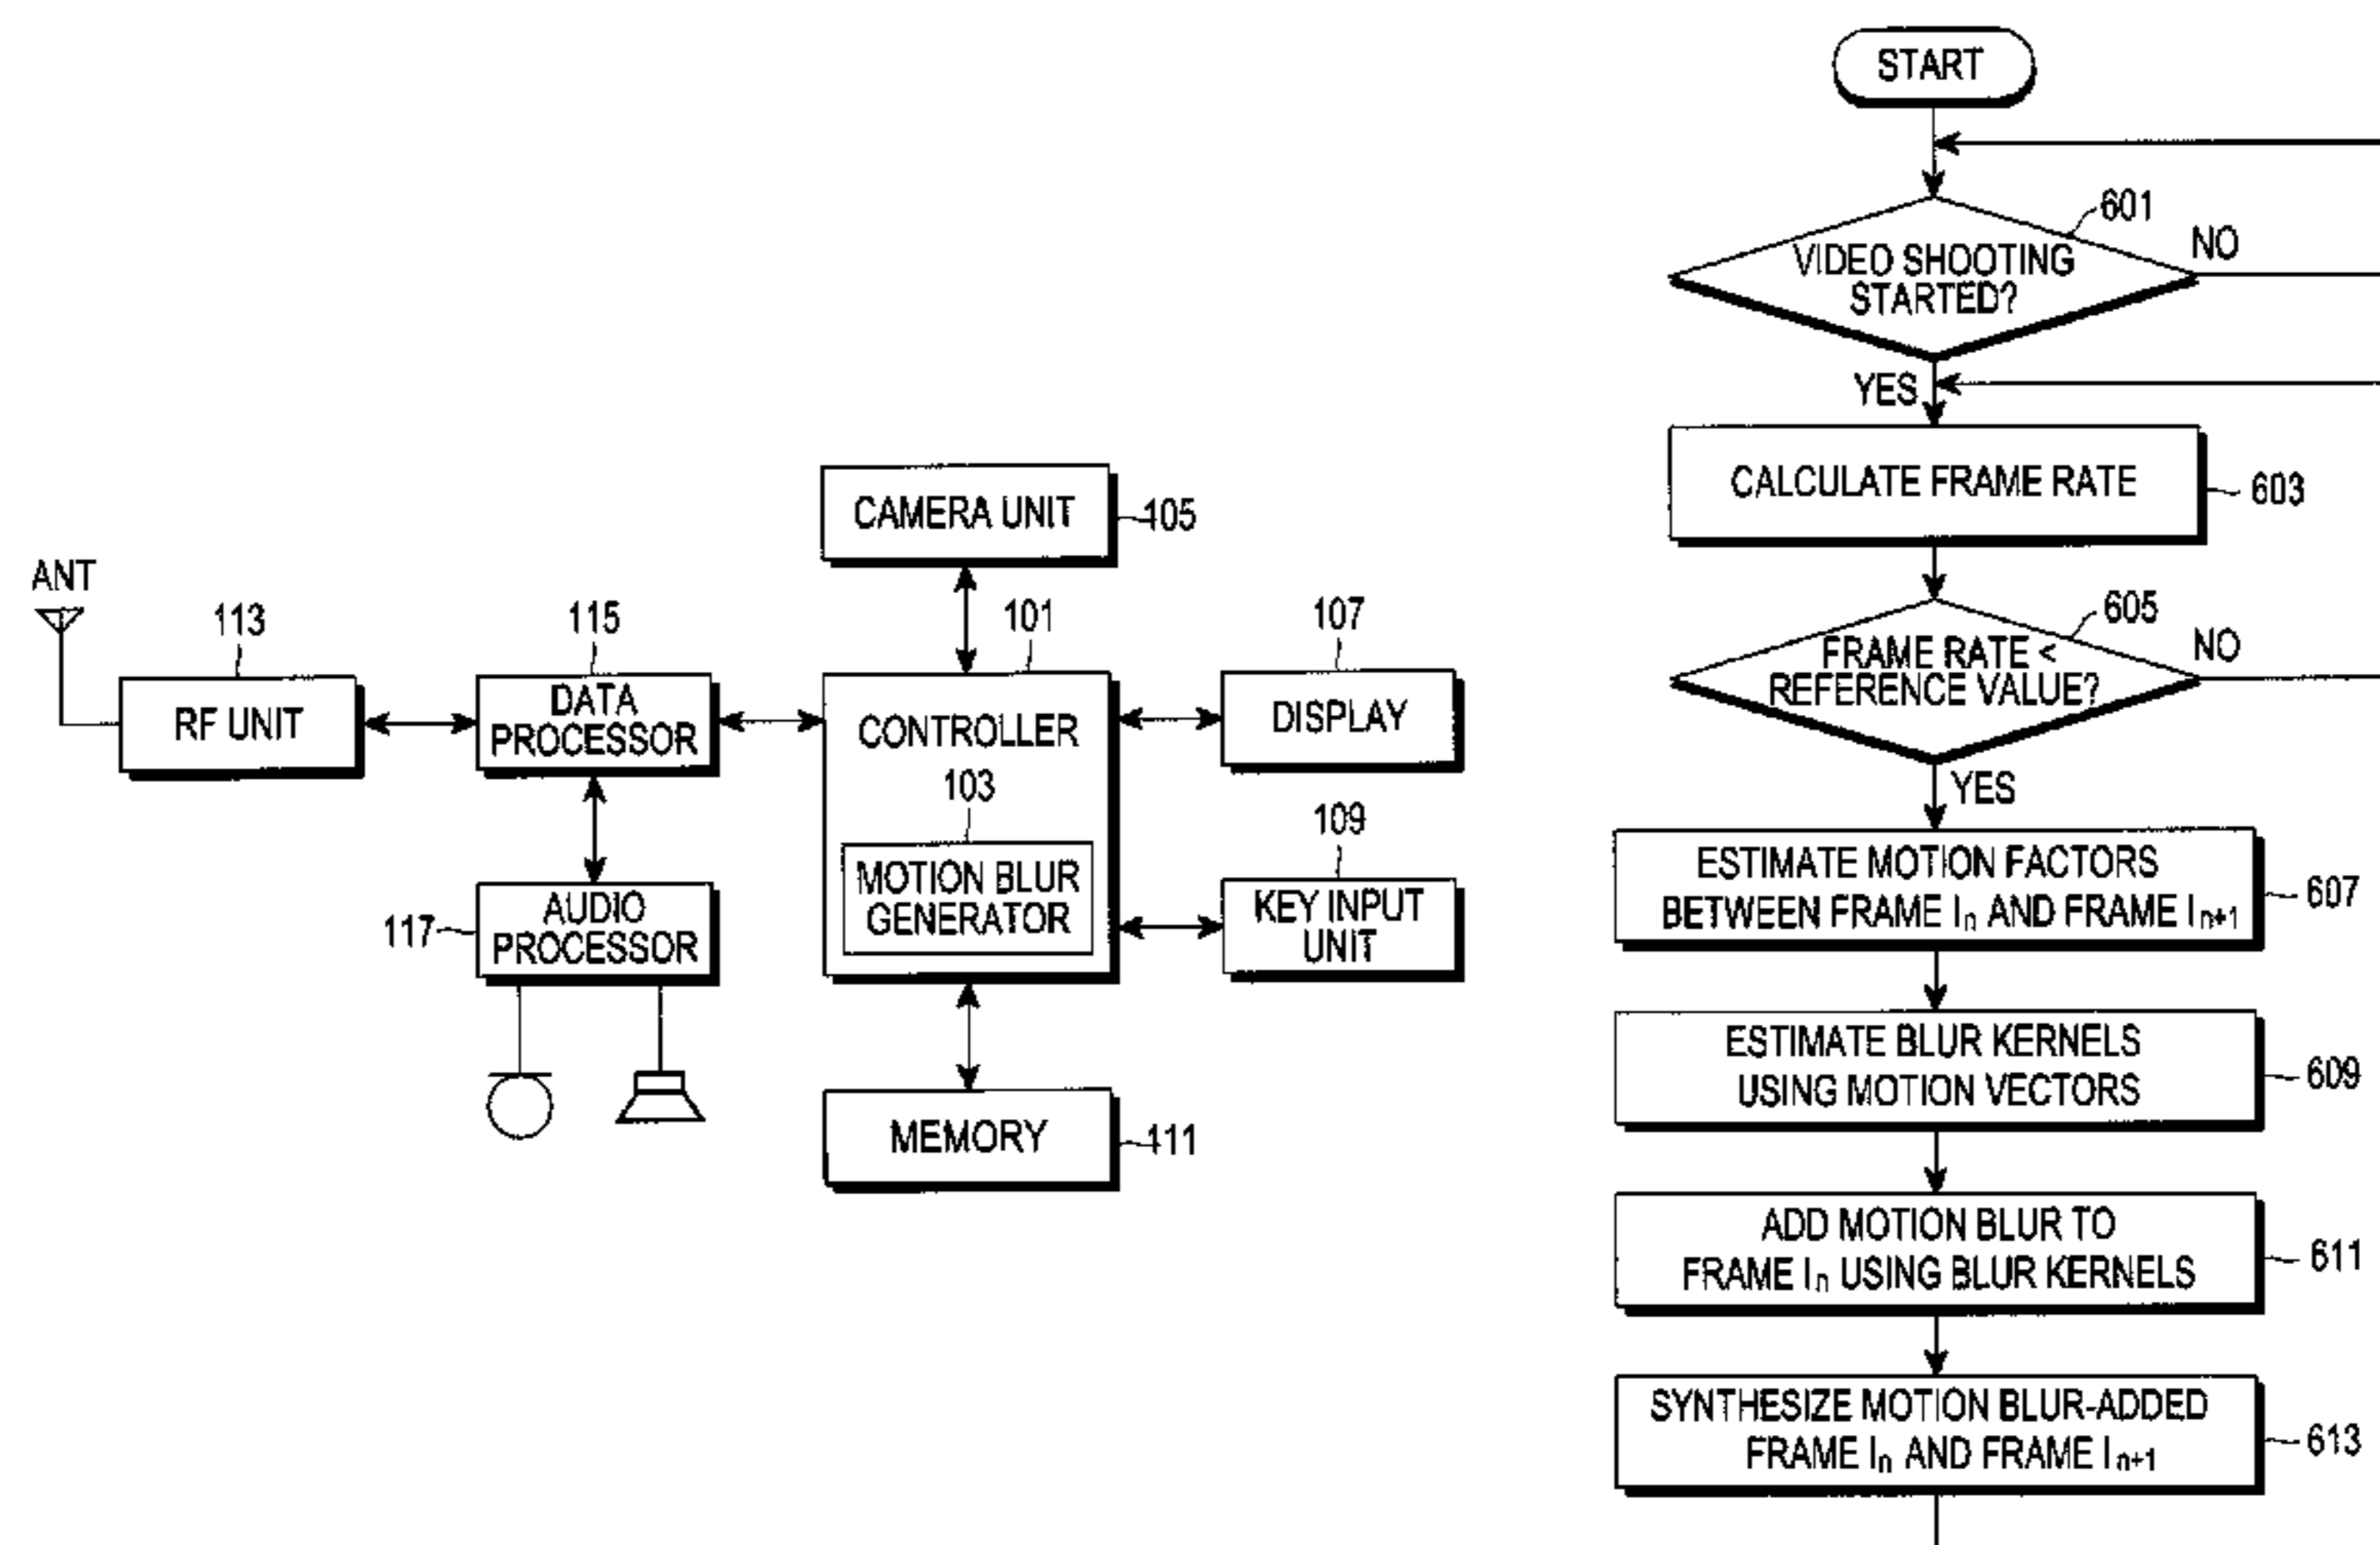 CAMERA UNIT
105
ANT
113
115
101
107
RF UNIT
DATA
PROCESSOR
CONTROLLER
DISPLAY
103
109
MOTION BLUR
GENERATOR
KEY INPUT
UNIT
117
AUDIO
PROCESSOR
MEMORY
111
START
601
VIDEO SHOOTING
STARTED?
NO
YES
CALCULATE FRAME RATE
603
605
FRAME RATE <
REFERENCE VALUE?
NO
YES
ESTIMATE MOTION FACTORS
BETWEEN FRAME In AND FRAME In+1
607
ESTIMATE BLUR KERNELS
USING MOTION VECTORS
609
ADD MOTION BLUR TO
FRAME In USING BLUR KERNELS
611
SYNTHESIZE MOTION BLUR-ADDED
FRAME In AND FRAME In+1
613